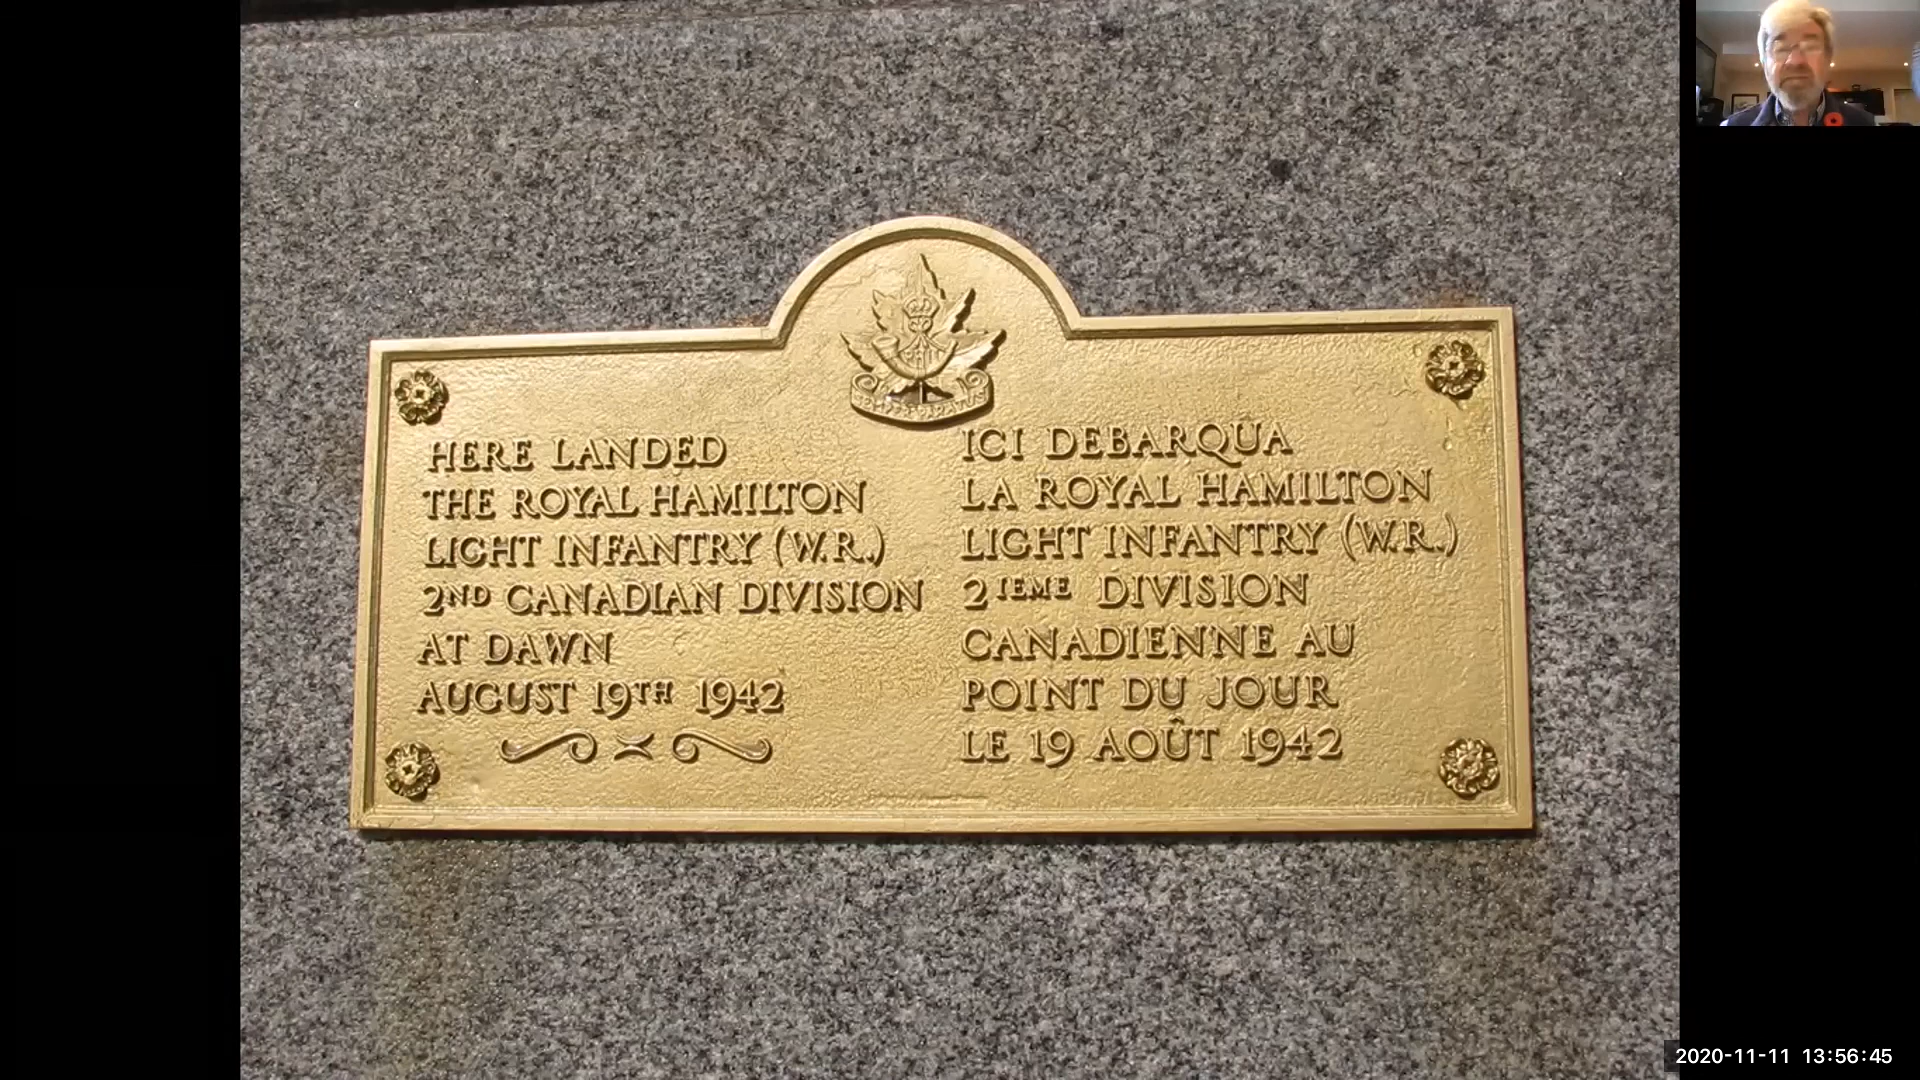 HERE LANDED
THE ROYAL HAMILTON
LIGHT INFANTRY (W.R.)
2ND CANADIAN DIVISION
AT DAWN
AUGUST 19TH 1942
ICI DEBARQUA
LA ROYAL HAMILTON
LIGHT INFANTRY (W.R.)
2IEME DIVISION
CANADIENNE AU
POINT DU JOUR
LE 19 AOÛT 1942
2020-11-11 13:56:45